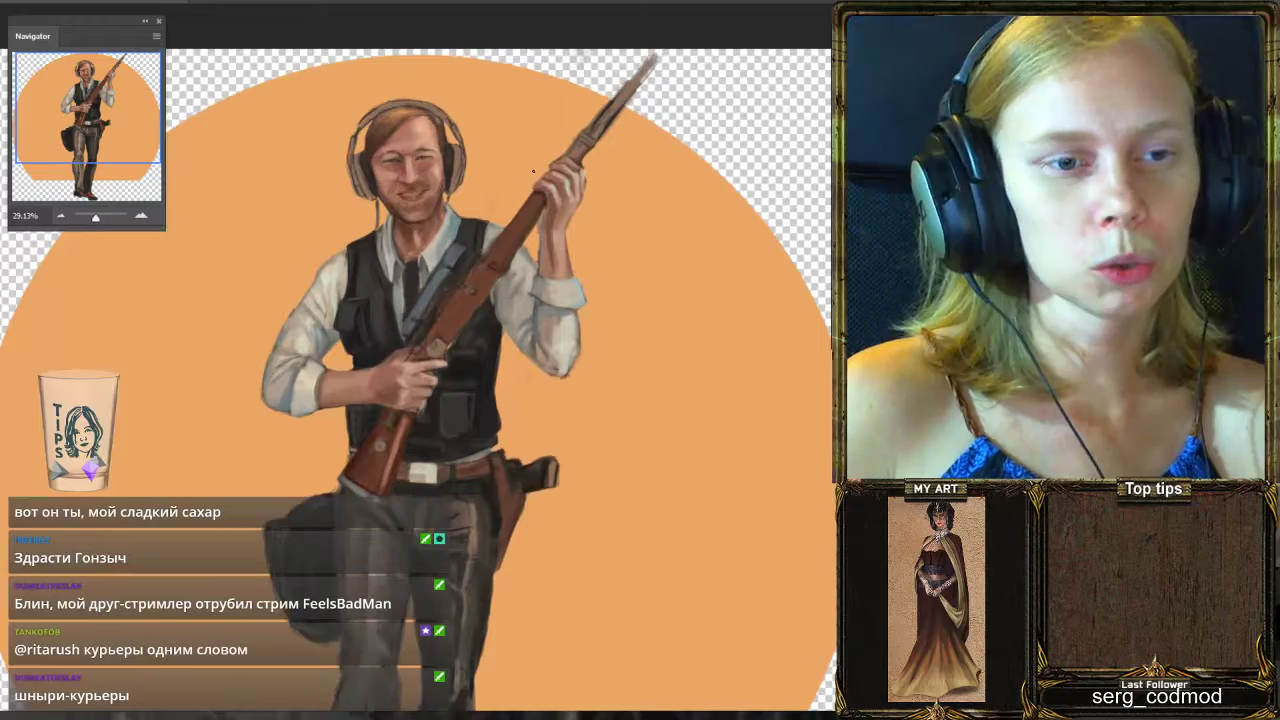 Navigator
29.13%
TIPS
вот он ты, мой сладкий сахар
Здрасти Гонзыч
Блин, мой друг-стример отрубил стрим FeelsBadMan
TANKOFOB
@ritarush курьеры одним словом
шныри-курьеры
MY ART
Top tips
Last Follower
serg_codmod